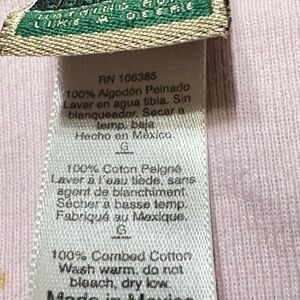 LIKE A DEERE
RN 106385
100% Algodón Peinado
Lavar en agua tibia. Sin
blanqueador. Secar a
temp. baja
Hecho en México
G
100% Coton Peigné
Laver à l'eau tiède, sans
agent de blanchiment.
Sécher à basse temp.
Fabriqué au Mexique.
G
100% Combed Cotton
Wash warm, do not
bleach, dry low.
Made in Mexico